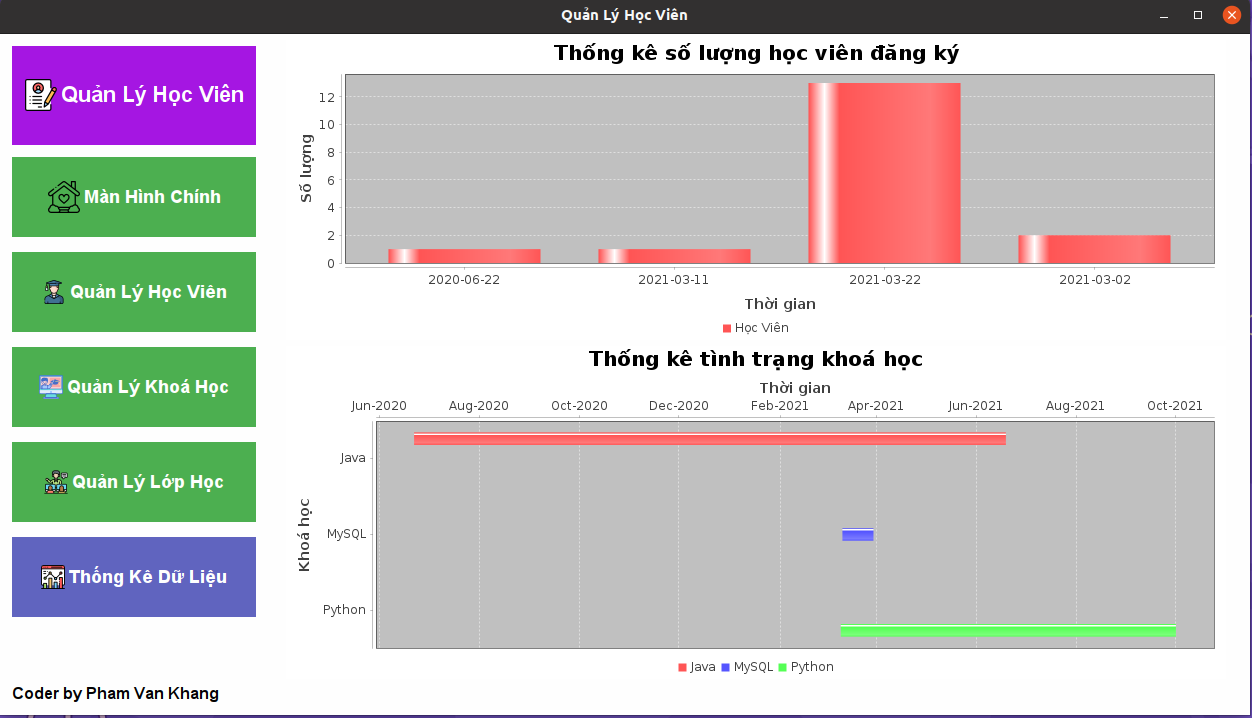 Quản Lý Học Viên
Quản Lý Học Viên
Màn Hình Chính
Quản Lý Học Viên
Quản Lý Khoá Học
Quản Lý Lớp Học
Thống Kê Dữ Liệu
Coder by Pham Van Khang
Thống kê số lượng học viên đăng ký
Số lượng
12
10
8
6
4
2
0
2020-06-22 2021-03-11 2021-03-22 2021-03-02
Thời gian
Học Viên
Thống kê tình trạng khoá học
Thời gian
Jun-2020 Aug-2020 Oct-2020 Dec-2020 Feb-2021 Apr-2021 Jun-2021 Aug-2021 Oct-2021
Khoá học
Java
MySQL
Python
Java MySQL Python